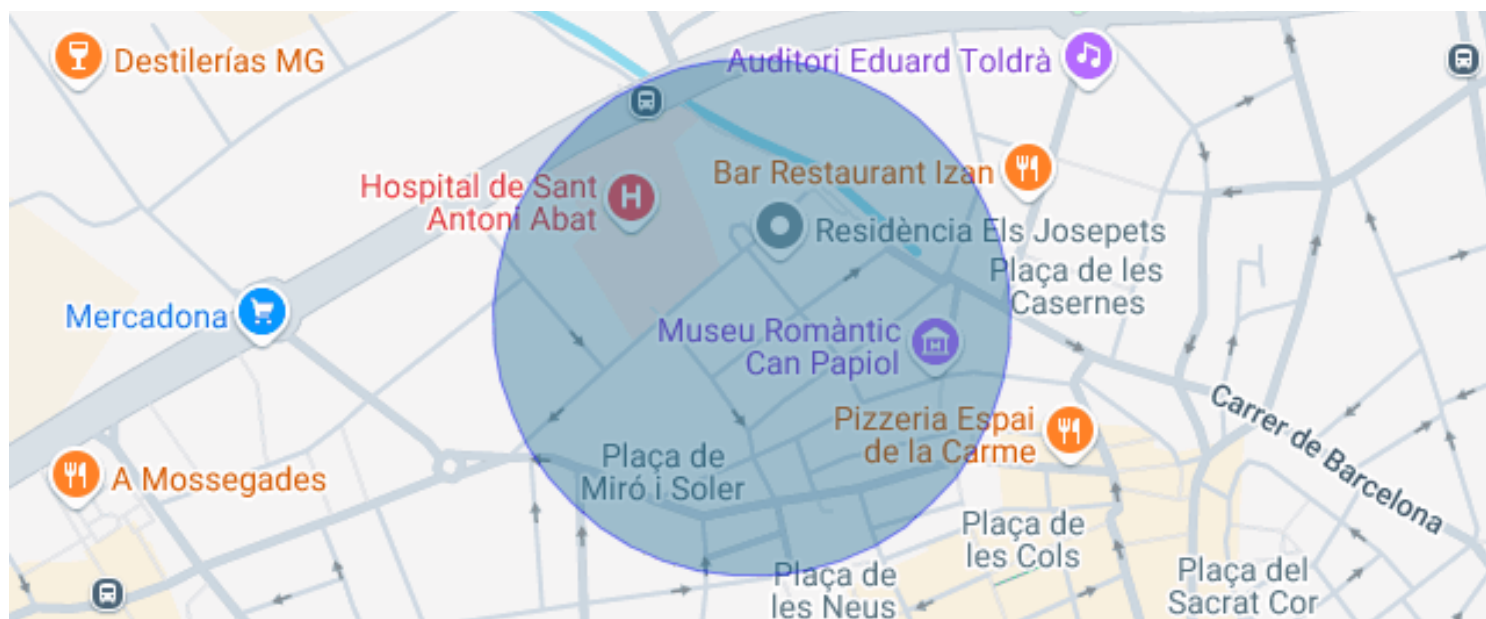 Destilerías MG
Auditori Eduard Toldrà
Hospital de Sant
Antoni Abat
Bar Restaurant Izan
Residència Els Josepets
Plaça de les
Casernes
Mercadona
Museu Romàntic
Can Papiol
Pizzeria Espai
de la Carme
Carrer de Barcelona
A Mossegades
Plaça de
Miró i Soler
Plaça de
les Cols
Plaça de
les Neus
Plaça del
Sacrat Cor